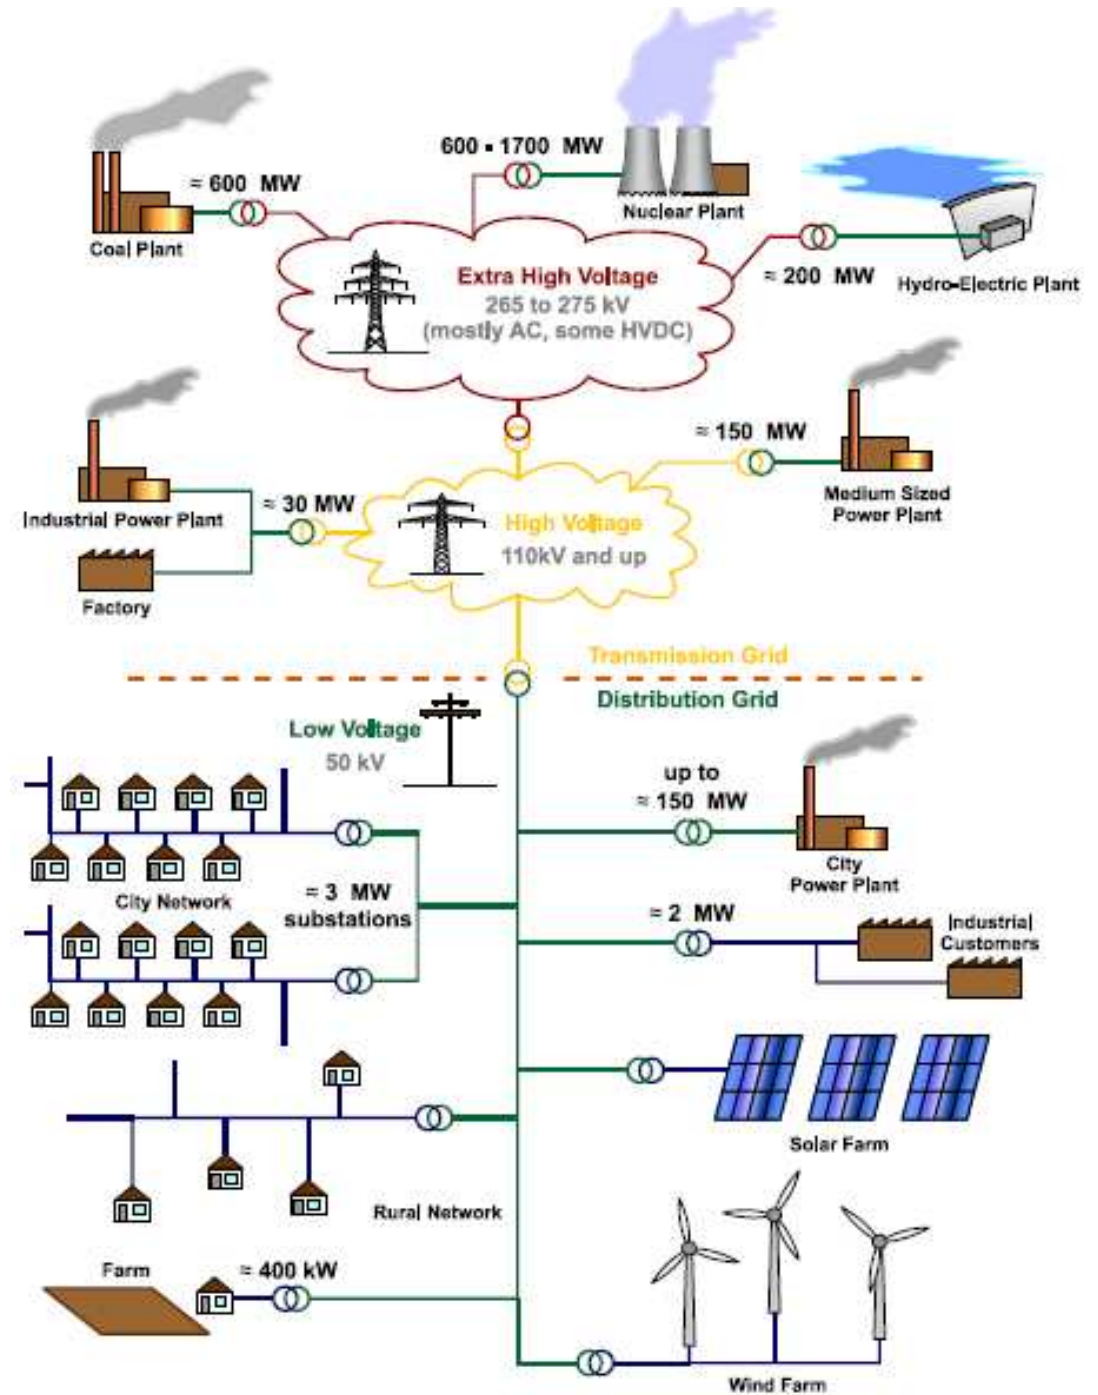 600 - 1700 MW
≈ 600 MW
Coal Plant
Nuclear Plant
≈ 200 MW
Hydro-Electric Plant
Extra High Voltage
265 to 275 kV
(mostly AC, some HVDC)
≈ 150 MW
Medium Sized
Power Plant
Industrial Power Plant
≈ 30 MW
Factory
High Voltage
110kV and up
Transmission Grid
Distribution Grid
Low Voltage
50 kV
up to
≈ 150 MW
City
Power Plant
City Network
≈ 3 MW
substations
≈ 2 MW
Industrial
Customers
Solar Farm
Rural Network
Farm
≈ 400 kW
Wind Farm